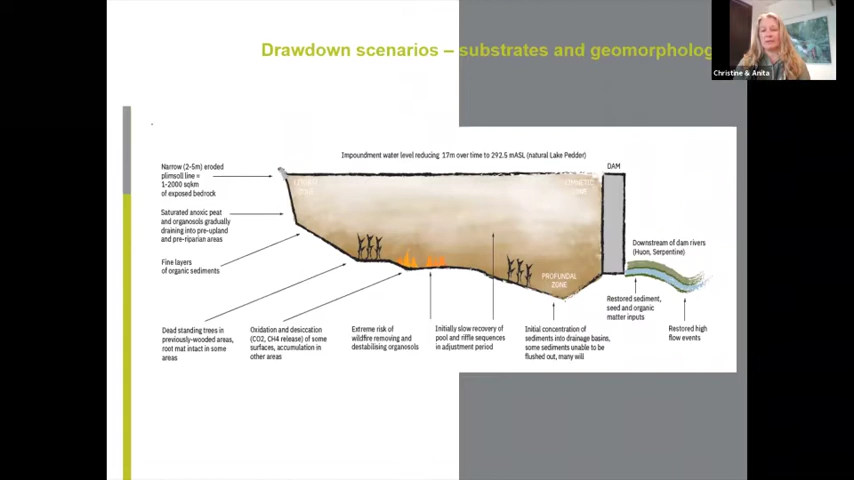 Drawdown scenarios – substrates and geomorpholog
Christine & Anita
Impoundment water level reducing 17m over time to 292.5 mASL (natural Lake Pedder)
DAM
Narrow (2-5m) eroded
plimsoll line =
1-2000 sqkm
of exposed bedrock
Saturated anoxic peat
and organosols gradually
draining into pre-upland
and pre-riparian areas
Fine layers
of organic sediments
ZONE
PROFUNDAL
ZONE
Downstream of dam rivers
(Huon, Serpentine)
Restored sediment,
seed and organic
matter inputs
Restored high
flow events
Dead standing trees in
previously-wooded areas,
root mat intact in some
areas
Oxidation and desiccation
(CO2, CH4 release) of some
surfaces, accumulation in
other areas
Extreme risk of
wildfire removing and
destabilising organosols
Initially slow recovery of
pool and riffle sequences
in adjustment period
Initial concentration of
sediments into drainage basins,
some sediments unable to be
flushed out, many will